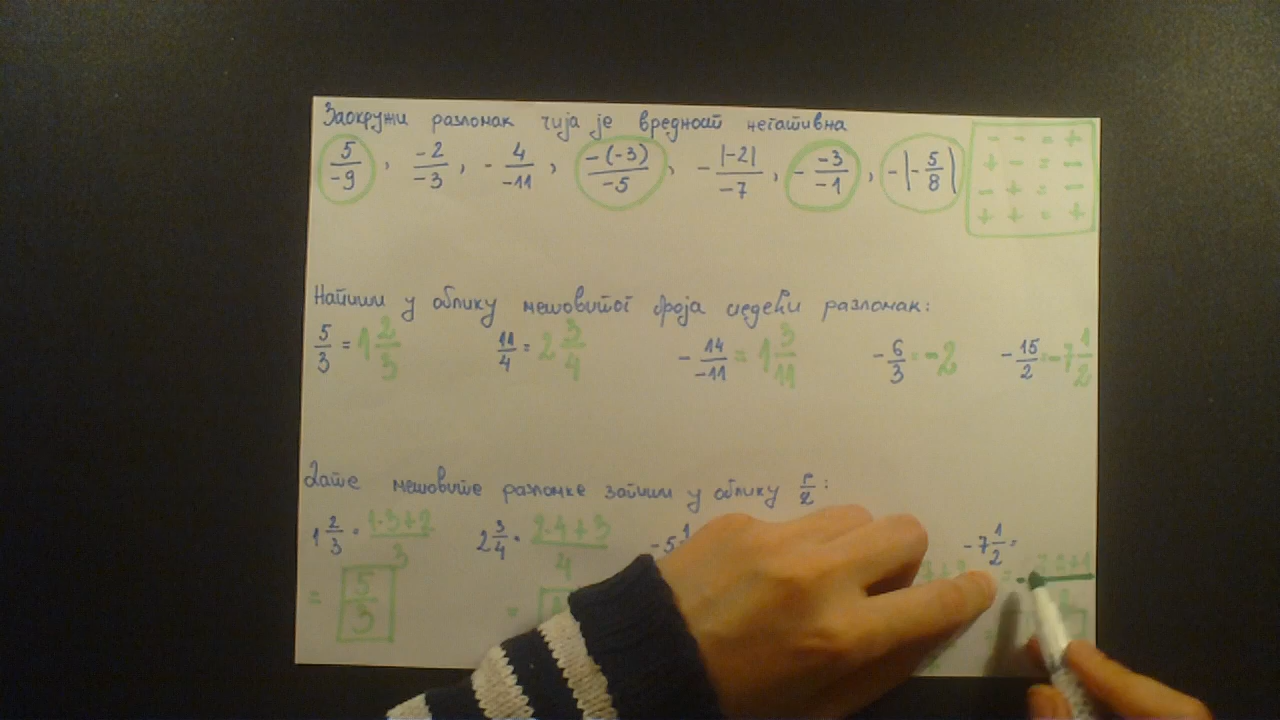 Заокружи разломак чија је вредност негативна
5/-9, -2/-3, - 4/-11, -(-3)/-5, - |-2|/-7, - -3/-1, -|-5/8|
- - = +
+ - = -
- + = -
+ + = +
Напиши у облику мешовитог броја следећи разломак:
5/3 = 1 2/3 11/4 = 2 3/4 - 14/-11 = 1 3/11 - 6/3 = -2 - 15/2 = -7 1/2
Дате мешовите разломке запиши у облику
1 2/3 = 1·3+2/3 2 3/4 = 2·4+3/4 -7 1/2 =
= 5/3 =